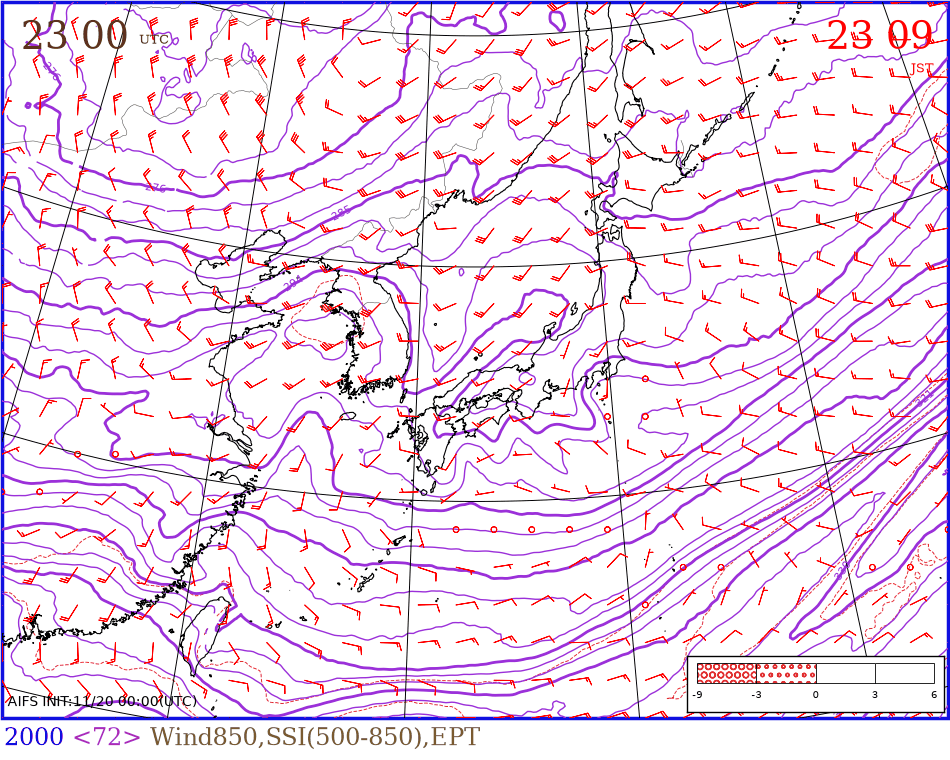 23 00 UTC
23 09
JST
276
285
294
-9 -3 0 3 6
AIFS INIT:11/20 00:00(UTC)
2000 <72> Wind850,SSI(500-850),EPT